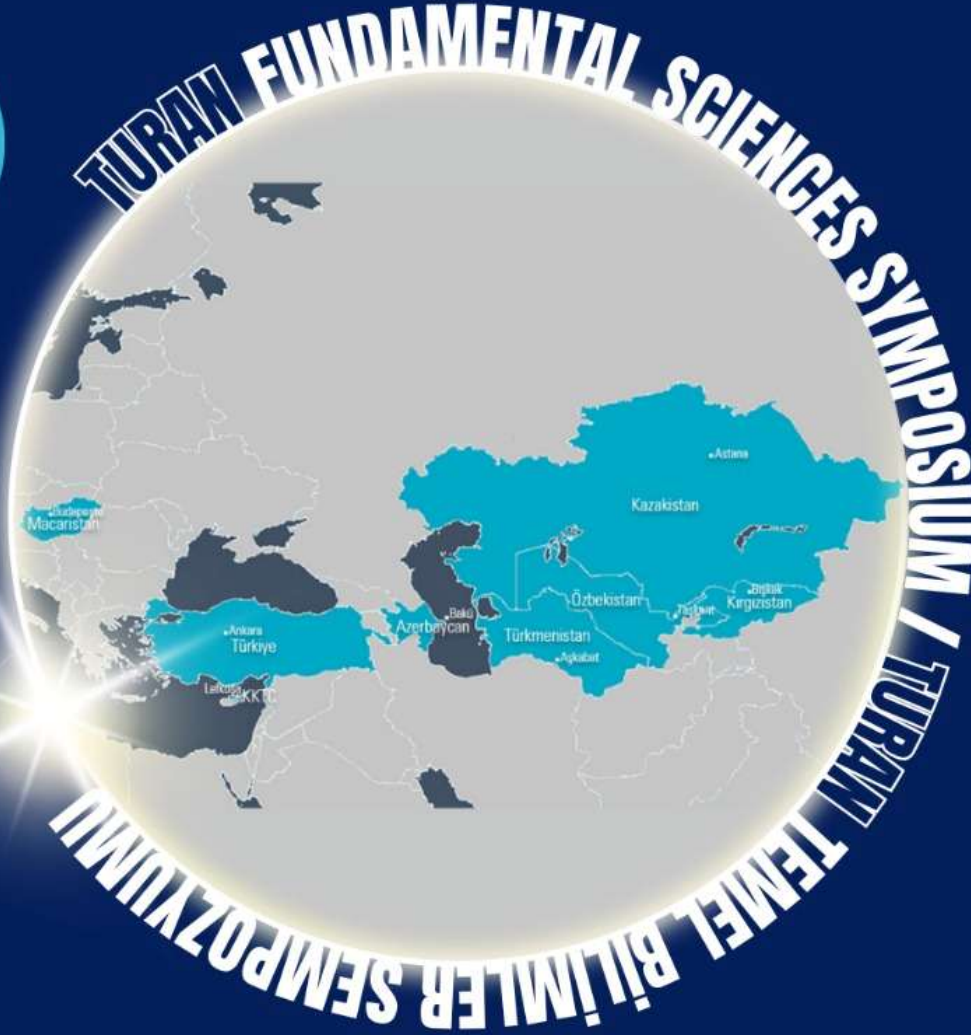 TURAN FUNDAMENTAL SCIENCES SYMPOSIUM / TURAN TEMEL BİLİMLER SEMPOZYUMU
Astana
Kazakistan
Budapeşte
Macaristan
Özbekistan
Bişkek
Kırgızistan
Taşkent
Bakü
Azerbaycan
Türkmenistan
Aşkabat
Ankara
Türkiye
Lefkoşa
KKTC